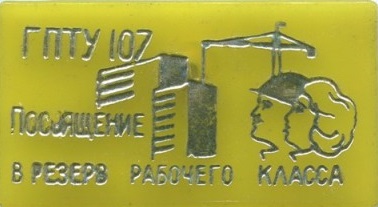 ГПТУ 107
Посвящение
в резерв рабочего класса